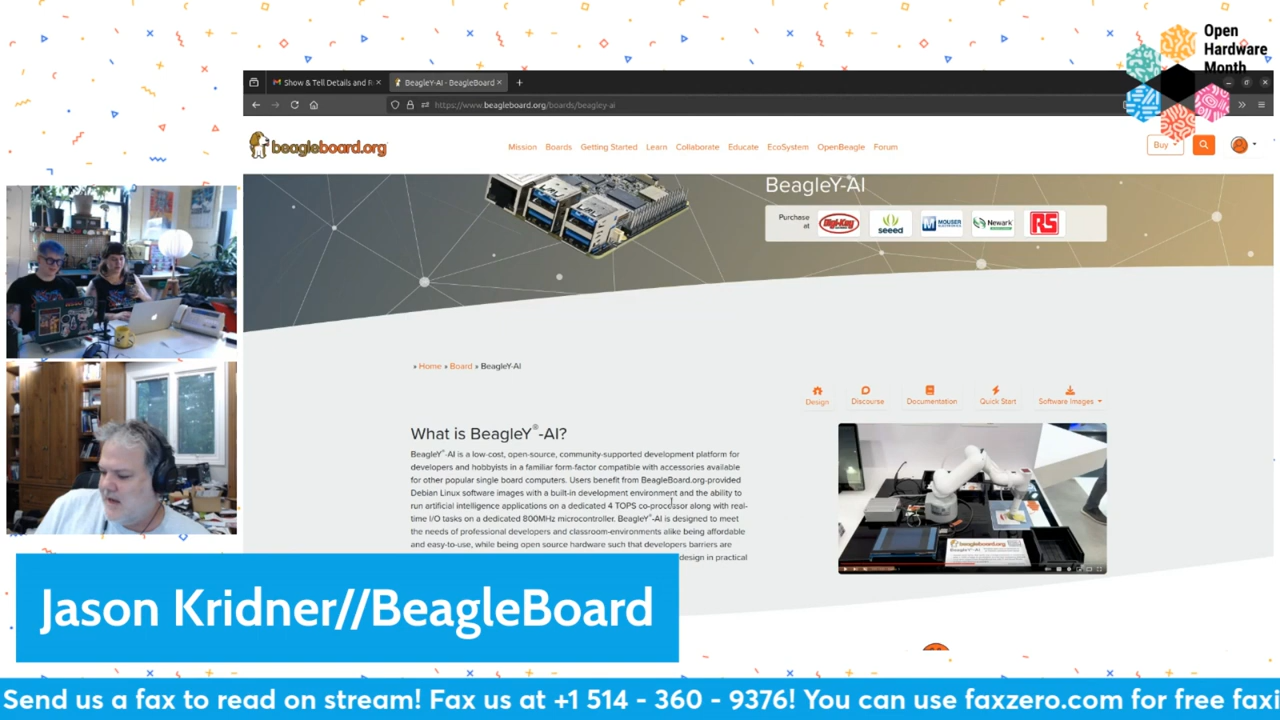 Open
Hardware
Month
Show & Tell Details and R
BeagleY-AI - BeagleBoard
https://www.beagleboard.org/boards/beagley-ai
beagleboard.org
Mission Boards Getting Started Learn Collaborate Educate EcoSystem OpenBeagle Forum
Buy
BeagleY-AI
Purchase
at
Digi-Key
seeed
MOUSER
ELECTRONICS
Newark
RS
» Home » Board » BeagleY-AI
Design Discourse Documentation Quick Start Software Images
What is BeagleY®-AI?
BeagleY®-AI is a low-cost, open-source, community-supported development platform for
developers and hobbyists in a familiar form-factor compatible with accessories available
for other popular single board computers. Users benefit from BeagleBoard.org-provided
Debian Linux software images with a built-in development environment and the ability to
run artificial intelligence applications on a dedicated 4 TOPS co-processor along with real-
time I/O tasks on a dedicated 800MHz microcontroller. BeagleY®-AI is designed to meet
the needs of professional developers and classroom-environments alike being affordable
and easy-to-use, while being open source hardware such that developers barriers are
design in practical
beagleboard.org
Jason Kridner//BeagleBoard
Send us a fax to read on stream! Fax us at +1 514 - 360 - 9376! You can use faxzero.com for free faxi